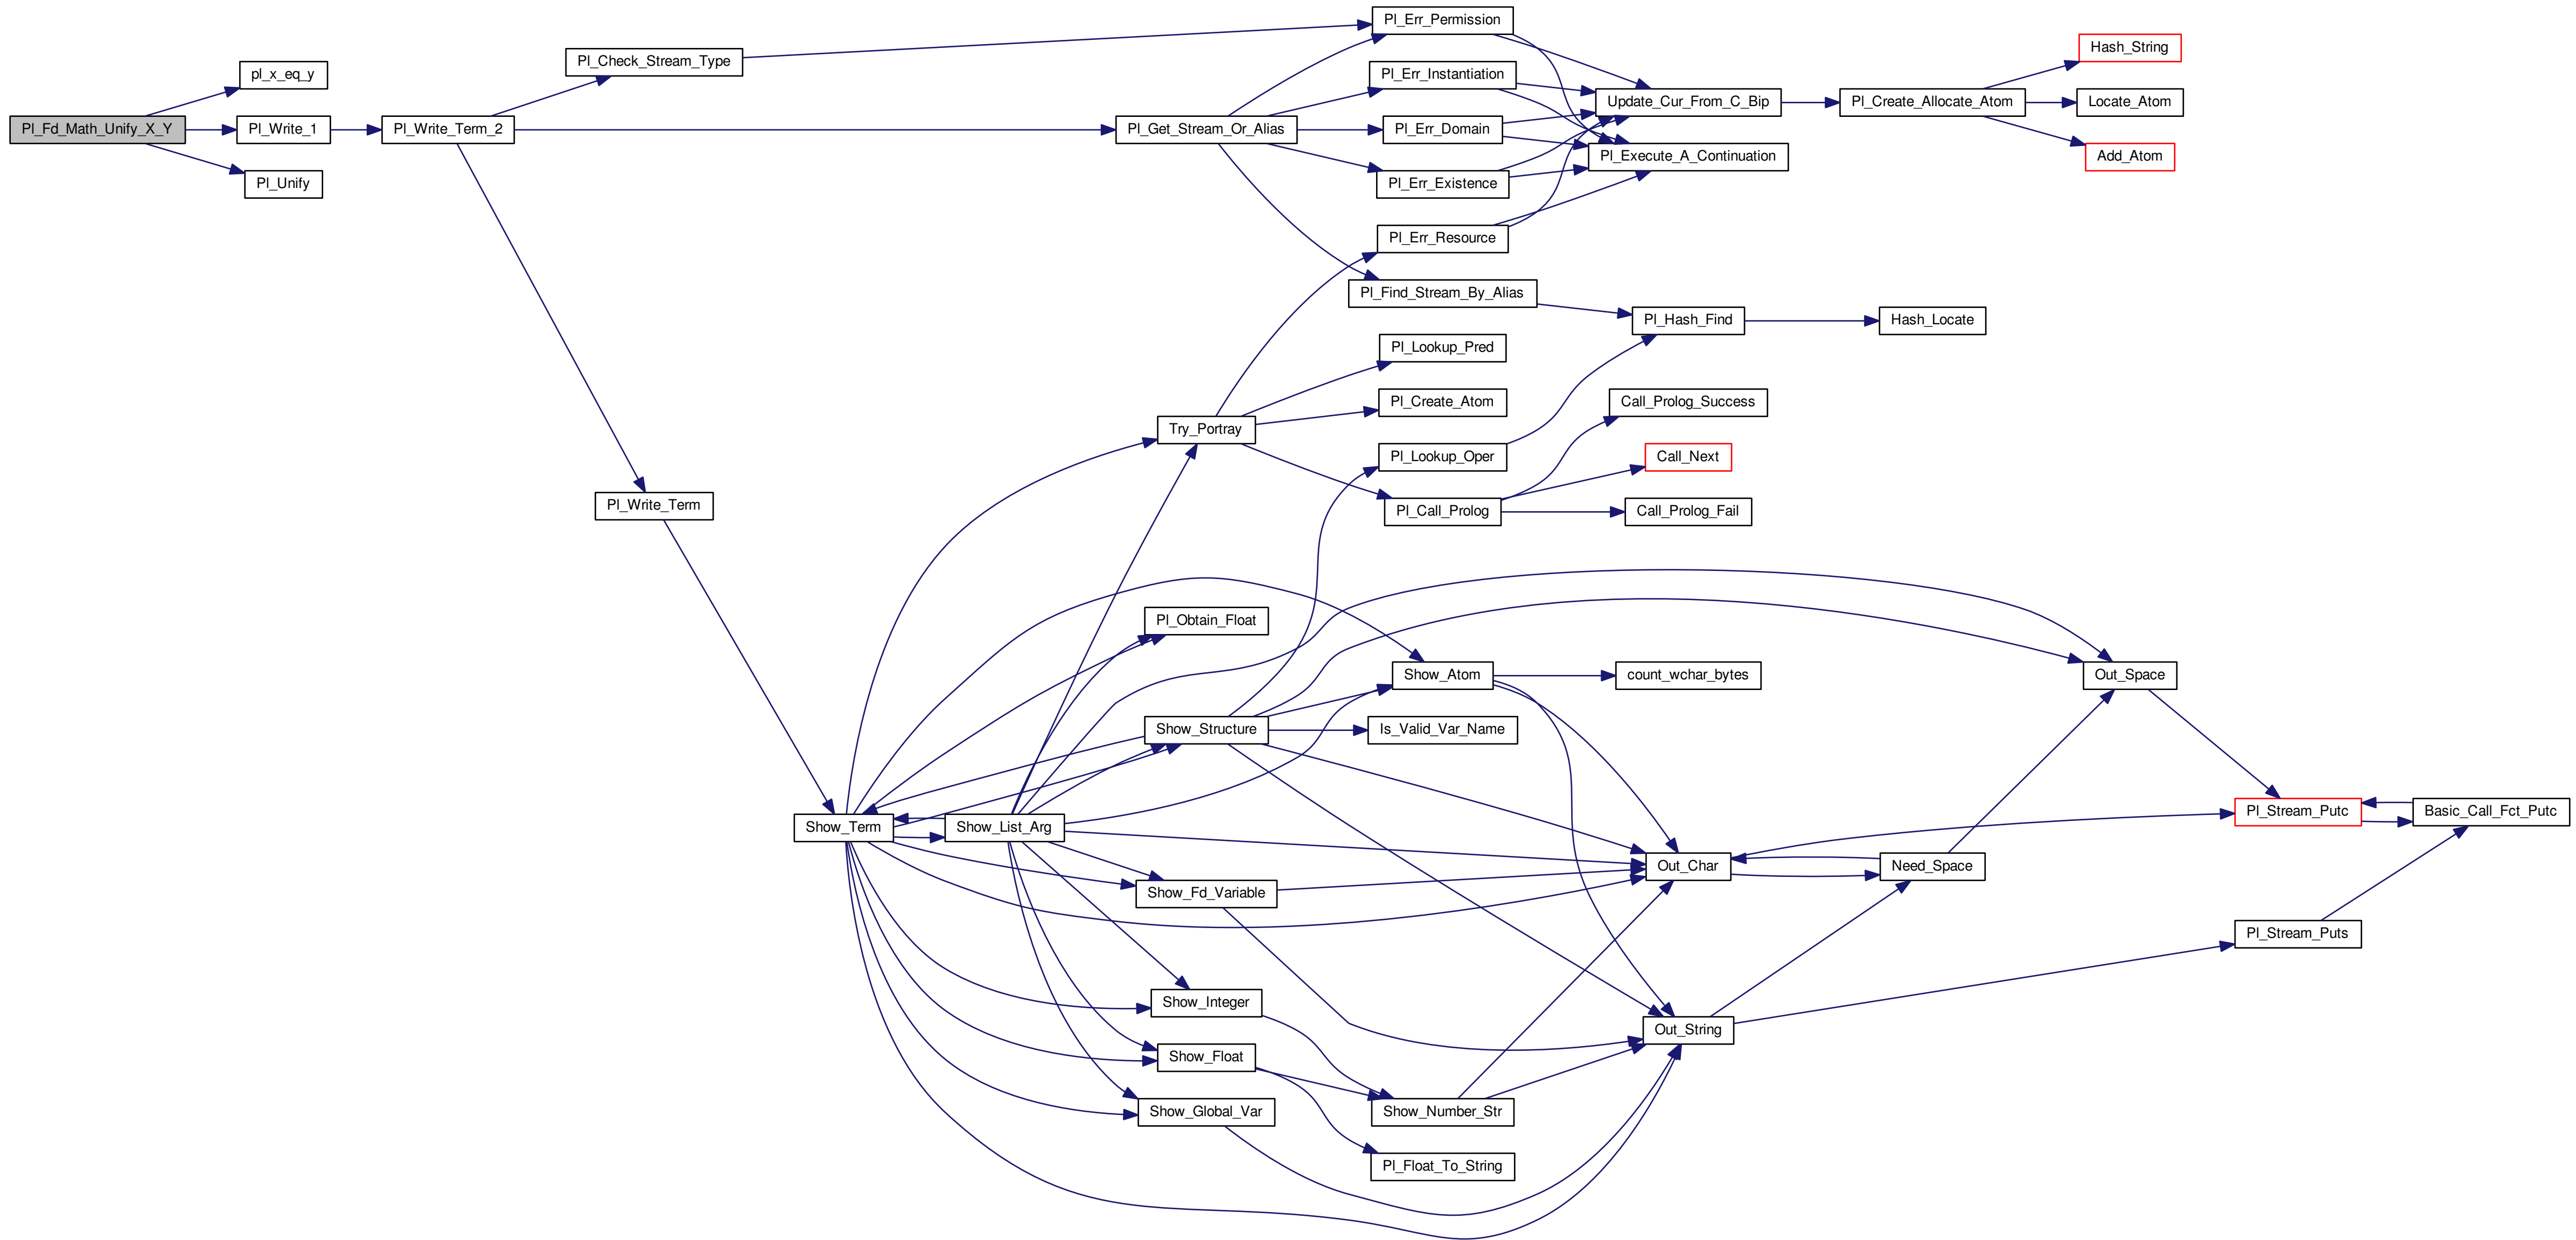 Pl_Fd_Math_Unify_X_Y
pl_x_eq_y
Pl_Write_1
Pl_Unify
Pl_Write_Term_2
Pl_Check_Stream_Type
Pl_Write_Term
Show_Term
Show_List_Arg
Pl_Get_Stream_Or_Alias
Try_Portray
Pl_Obtain_Float
Show_Structure
Show_Fd_Variable
Show_Integer
Show_Float
Show_Global_Var
Pl_Err_Permission
Pl_Err_Instantiation
Pl_Err_Domain
Pl_Err_Existence
Pl_Err_Resource
Pl_Find_Stream_By_Alias
Pl_Lookup_Pred
Pl_Create_Atom
Pl_Lookup_Oper
Pl_Call_Prolog
Show_Atom
Is_Valid_Var_Name
Show_Number_Str
Pl_Float_To_String
Update_Cur_From_C_Bip
Pl_Execute_A_Continuation
Pl_Hash_Find
Call_Prolog_Success
Call_Next
Call_Prolog_Fail
count_wchar_bytes
Out_Char
Out_String
Pl_Create_Allocate_Atom
Hash_Locate
Need_Space
Hash_String
Locate_Atom
Add_Atom
Out_Space
Pl_Stream_Putc
Pl_Stream_Puts
Basic_Call_Fct_Putc